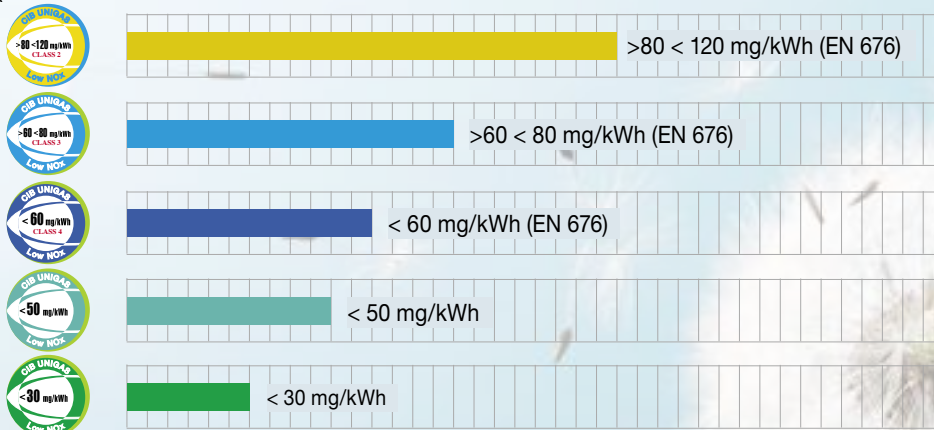 CIB UNIGAS
>80 <120 mg/kWh
CLASS 2
Low NOx
>80 < 120 mg/kWh (EN 676)
CIB UNIGAS
>60 <80 mg/kWh
CLASS 3
Low NOx
>60 < 80 mg/kWh (EN 676)
CIB UNIGAS
< 60 mg/kWh
CLASS 4
Low NOx
< 60 mg/kWh (EN 676)
CIB UNIGAS
<50 mg/kWh
Low NOx
< 50 mg/kWh
CIB UNIGAS
<30 mg/kWh
Low NOx
< 30 mg/kWh